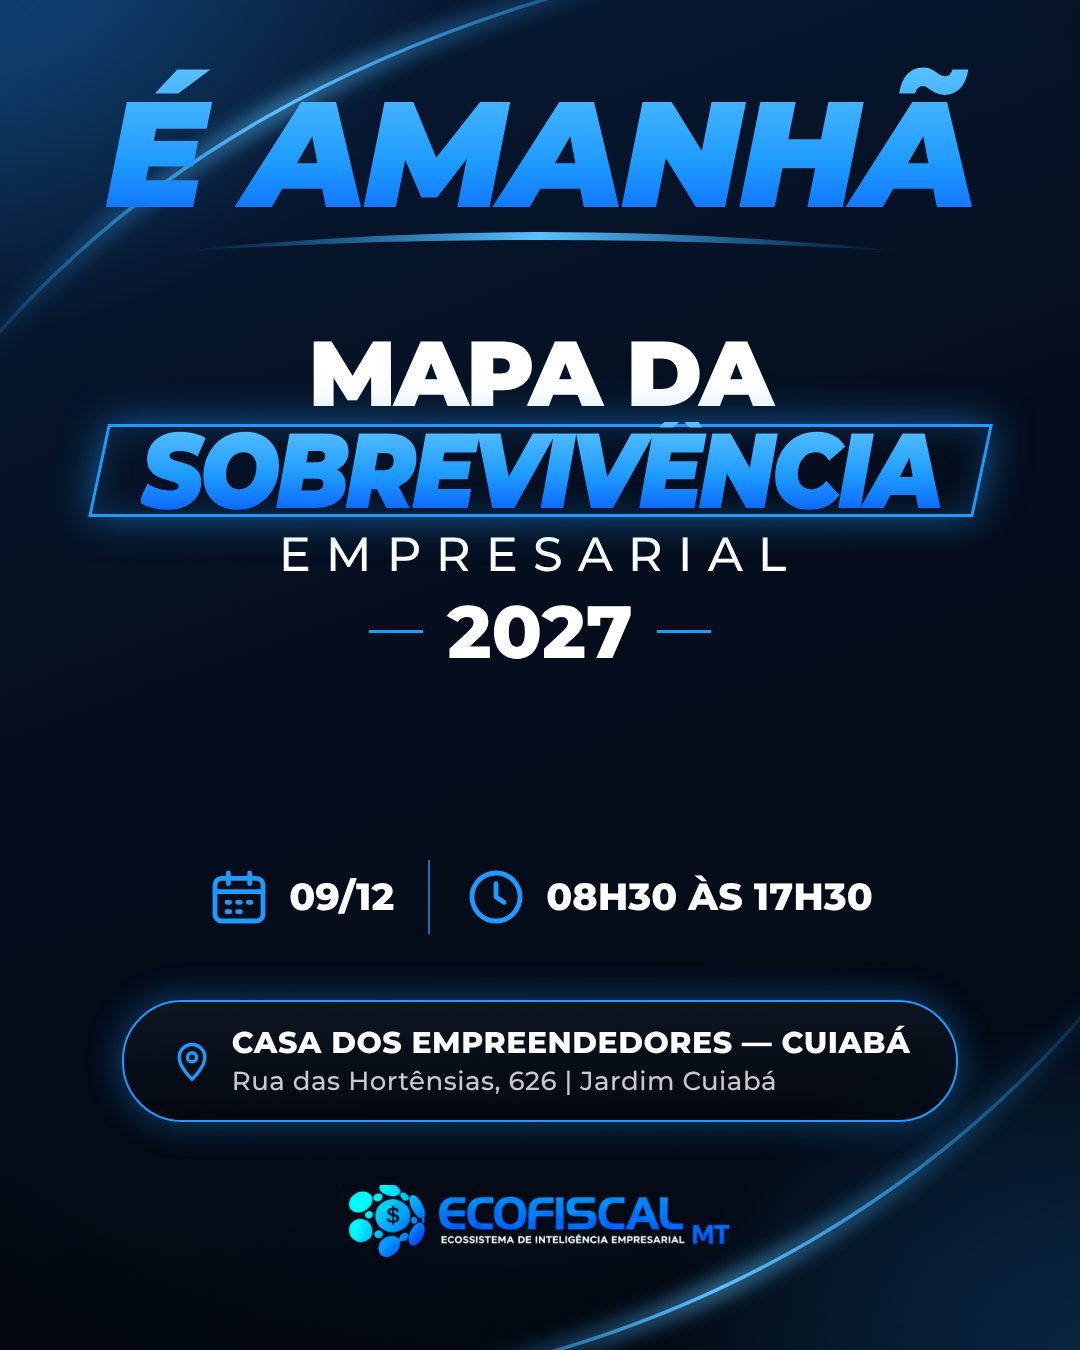 É AMANHÃ
MAPA DA
SOBREVIVÊNCIA
EMPRESARIAL
2027
09/12
08H30 ÀS 17H30
CASA DOS EMPREENDEDORES — CUIABÁ
Rua das Hortênsias, 626 | Jardim Cuiabá
$
ECOFISCAL MT
ECOSSISTEMA DE INTELIGÊNCIA EMPRESARIAL